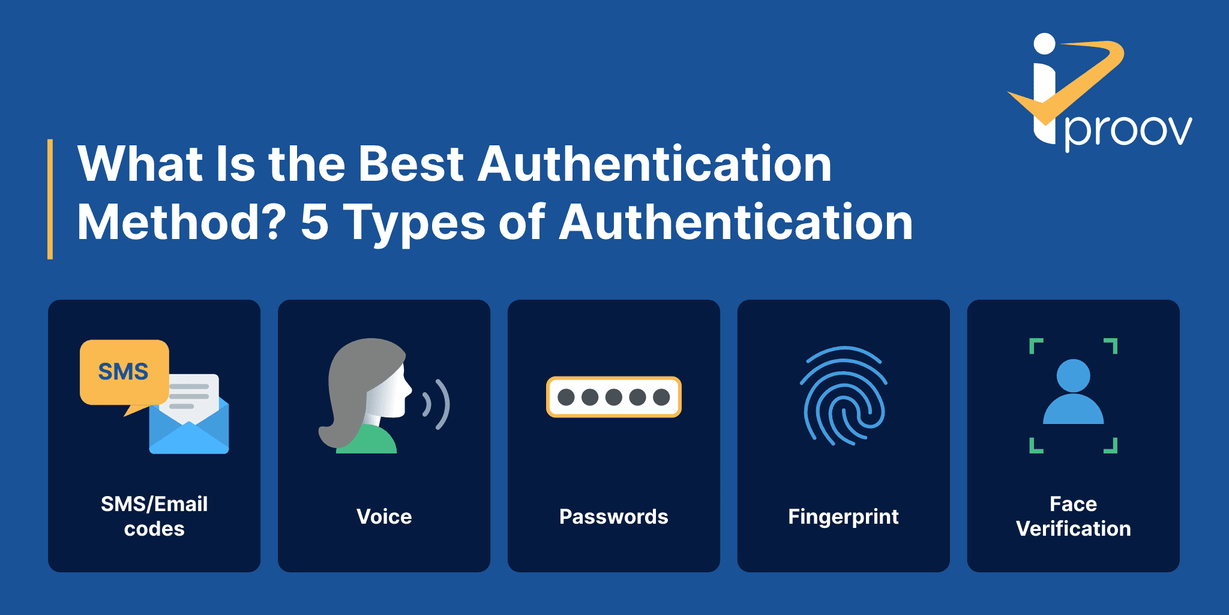 iproov
What Is the Best Authentication
Method? 5 Types of Authentication
SMS
SMS/Email
codes
Voice
Passwords
Fingerprint
Face
Verification